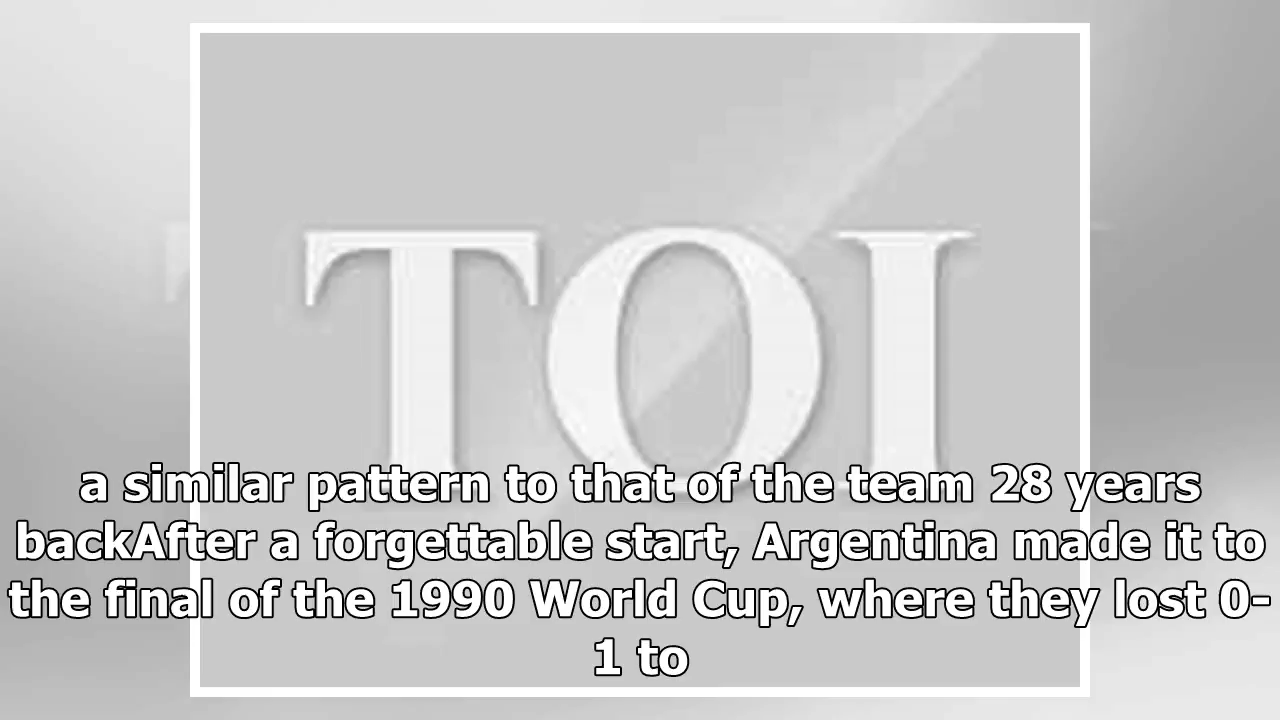 TOI
a similar pattern to that of the team 28 years
backAfter a forgettable start, Argentina made it to
the final of the 1990 World Cup, where they lost 0-
1 to